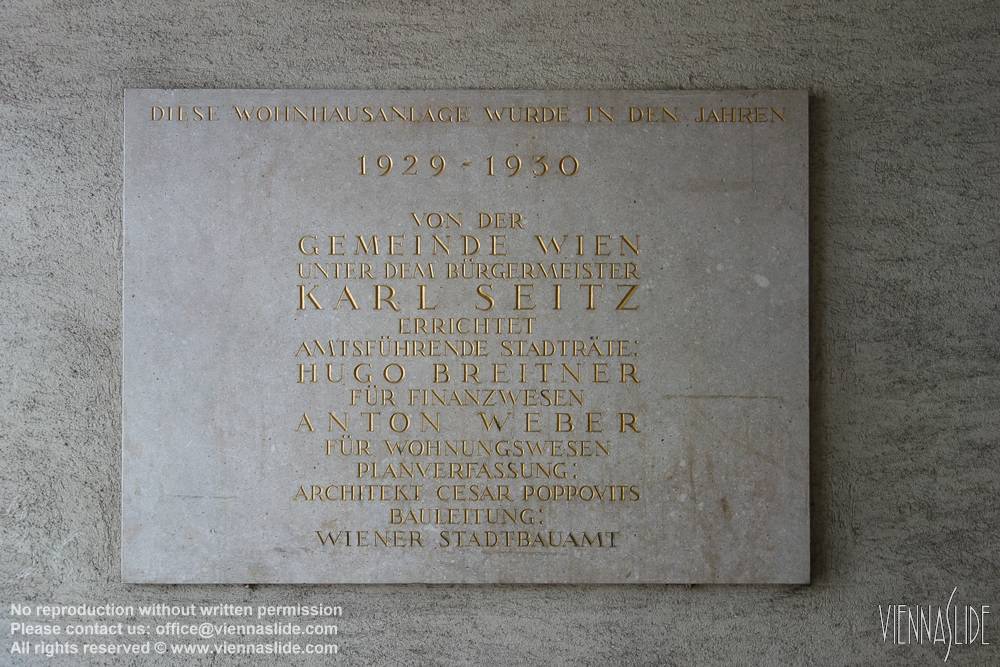 DIESE WOHNHAUSANLAGE WURDE IN DEN JAHREN
1929-1930
VON DER
GEMEINDE WIEN
UNTER DEM BÜRGERMEISTER
KARL SEITZ
ERRICHTET
AMTSFÜHRENDE STADTRÄTE:
HUGO BREITNER
FÜR FINANZWESEN
ANTON WEBER
FÜR WOHNUNGSWESEN
PLANVERFASSUNG:
ARCHITEKT CESAR POPPOVITS
BAULEITUNG:
WIENER STADTBAUAMT
No reproduction without written permission
Please contact us: office@viennaslide.com
All rights reserved © www.viennaslide.com
VIENNASLIDE